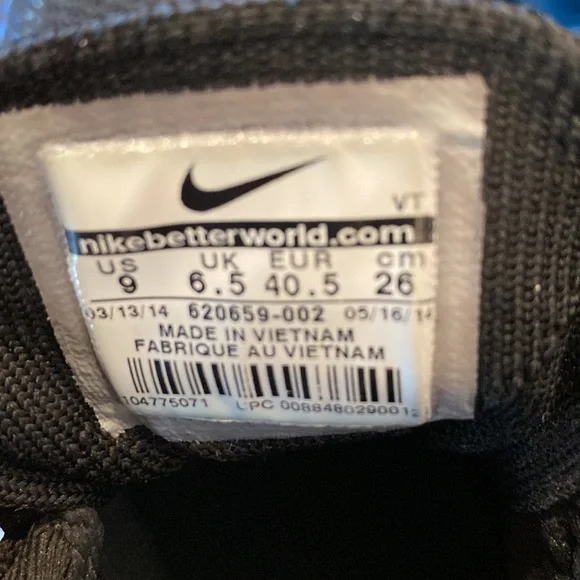 VT
nikebetterworld.com
US UK EUR cm
9 6.5 40.5 26
03/13/14 620659-002 05/16/14
MADE IN VIETNAM
FABRIQUE AU VIETNAM
104775071 UPC 0088480290012